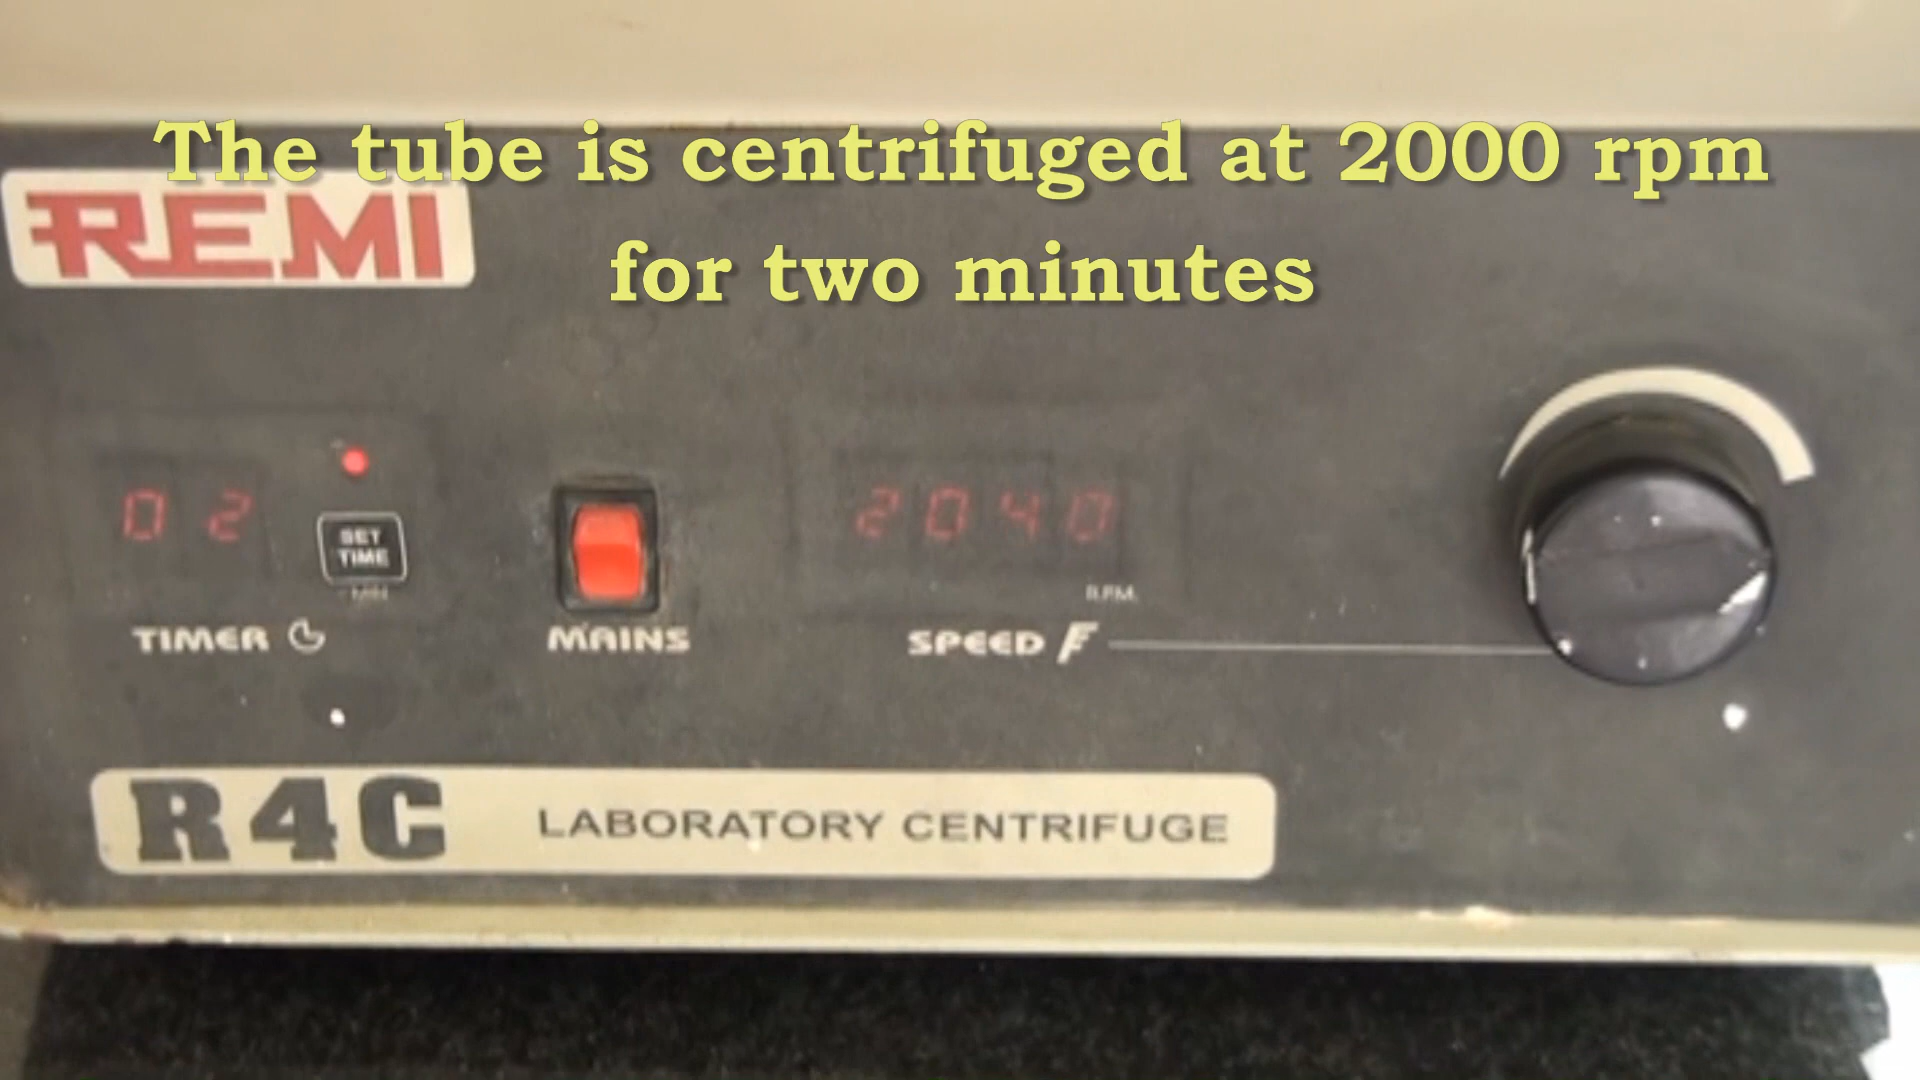 The tube is centrifuged at 2000 rpm
for two minutes
REMI
02
SET
TIME
MIN
2040
R.P.M.
TIMER
MAINS
SPEED
R4C LABORATORY CENTRIFUGE